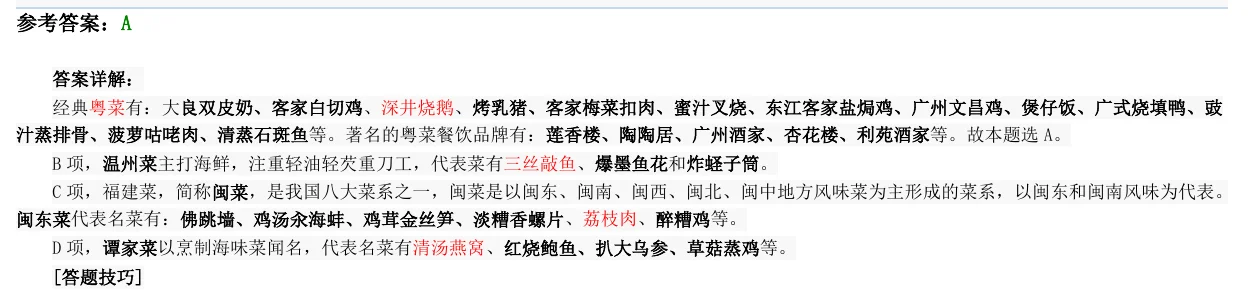 参考答案：A
答案详解：
经典粤菜有：大良双皮奶、客家白切鸡、深井烧鹅、烤乳猪、客家梅菜扣肉、蜜汁叉烧、东江客家盐焗鸡、广州文昌鸡、煲仔饭、广式烧填鸭、豉
汁蒸排骨、菠萝咕咾肉、清蒸石斑鱼等。著名的粤菜餐饮品牌有：莲香楼、陶陶居、广州酒家、杏花楼、利苑酒家等。故本题选 A。
B 项，温州菜主打海鲜，注重轻油轻芡重刀工，代表菜有三丝敲鱼、爆墨鱼花和炸蛏子筒。
C 项，福建菜，简称闽菜，是我国八大菜系之一，闽菜是以闽东、闽南、闽西、闽北、闽中地方风味菜为主形成的菜系，以闽东和闽南风味为代表。
闽东菜代表名菜有：佛跳墙、鸡汤汆海蚌、鸡茸金丝笋、淡糟香螺片、荔枝肉、醉糟鸡等。
D 项，谭家菜以烹制海味菜闻名，代表名菜有清汤燕窝、红烧鲍鱼、扒大乌参、草菇蒸鸡等。
[答题技巧]